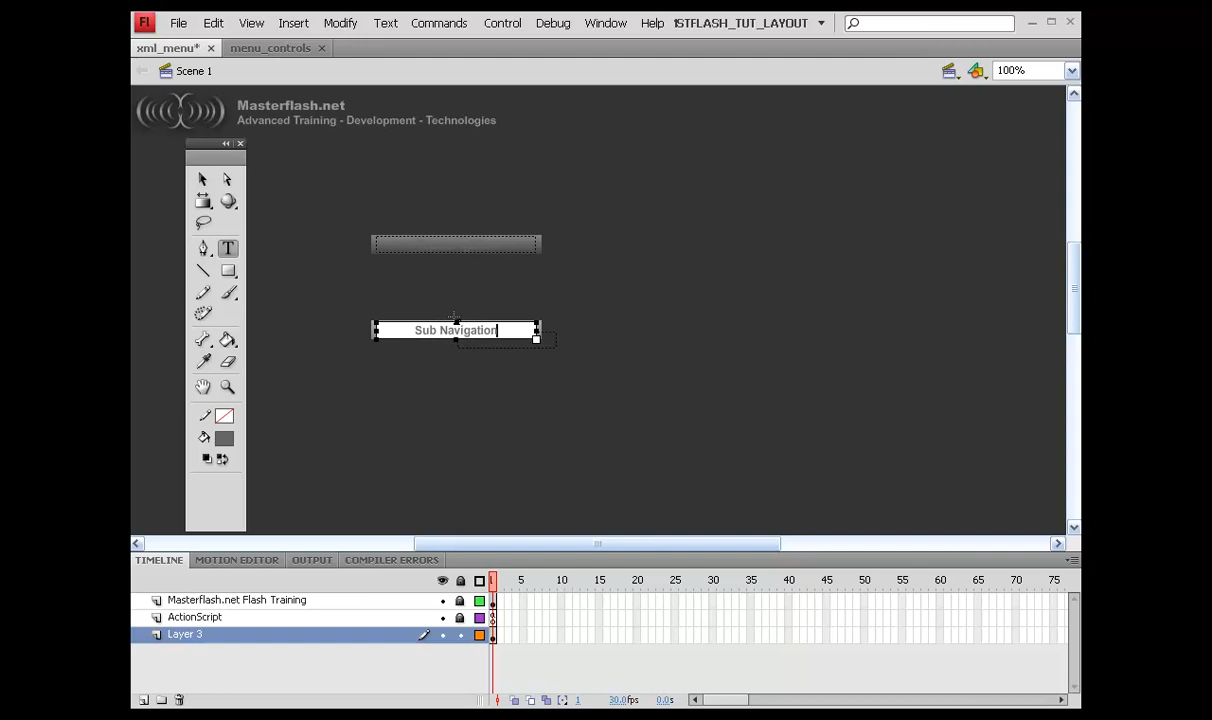 Fl File Edit View Insert Modify Text Commands Control Debug Window Help 1STFLASH_TUT_LAYOUT
xml_menu* menu_controls
Scene 1 100%
Masterflash.net
Advanced Training - Development - Technologies
T
Sub Navigation
TIMELINE MOTION EDITOR OUTPUT COMPILER ERRORS
1 5 10 15 20 25 30 35 40 45 50 55 60 65 70 75
Masterflash.net Flash Training
ActionScript
Layer 3
1 30.0fps 0.0s